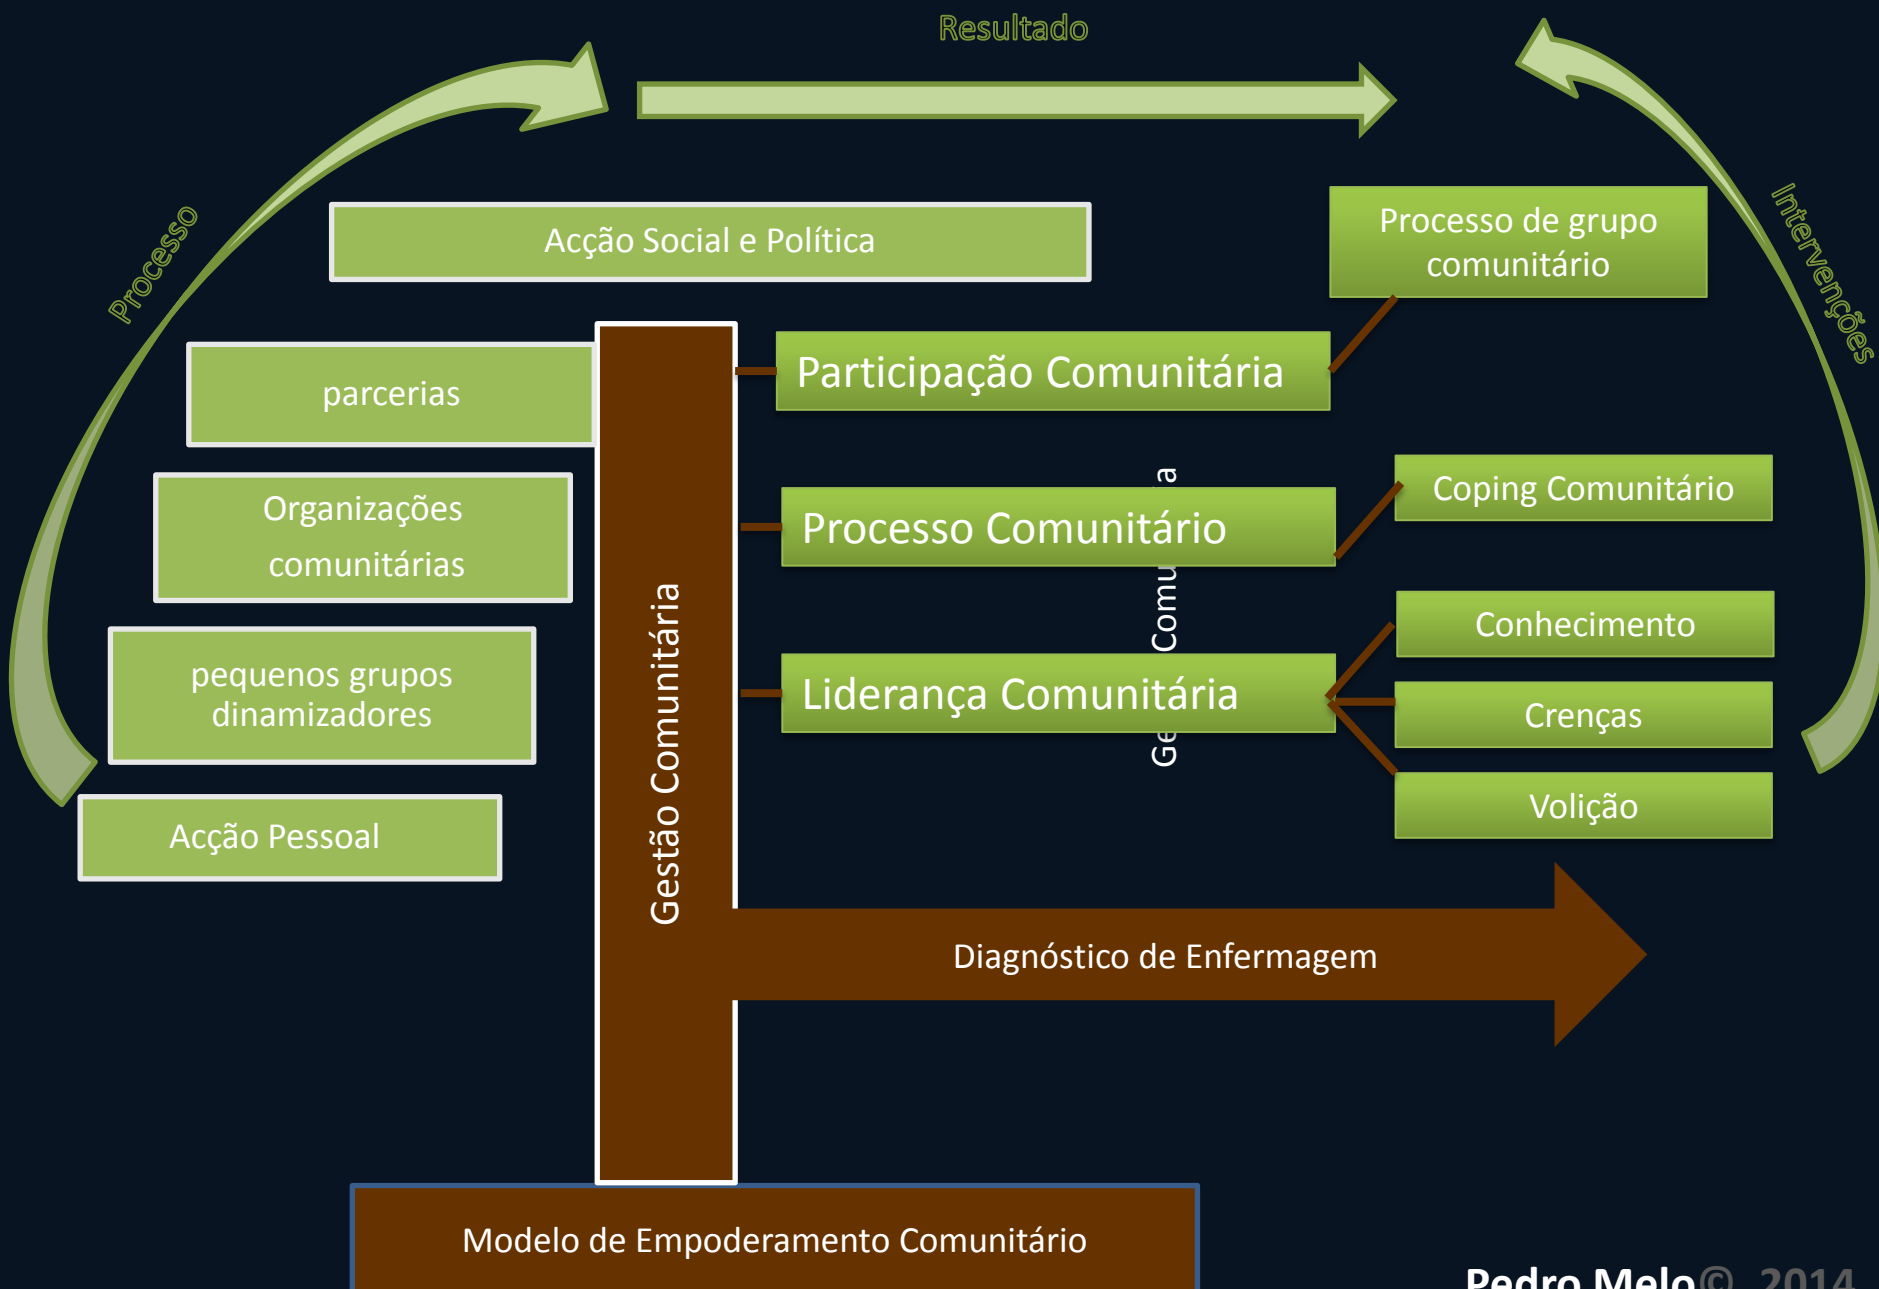 Resultado
Processo
Intervenções
Acção Social e Política
Processo de grupo
comunitário
parcerias
Participação Comunitária
Organizações
comunitárias
Processo Comunitário
Coping Comunitário
pequenos grupos
dinamizadores
Gestão Comunitária
Liderança Comunitária
Conhecimento
Crenças
Volição
Acção Pessoal
Diagnóstico de Enfermagem
Modelo de Empoderamento Comunitário
Pedro Melo© 2014